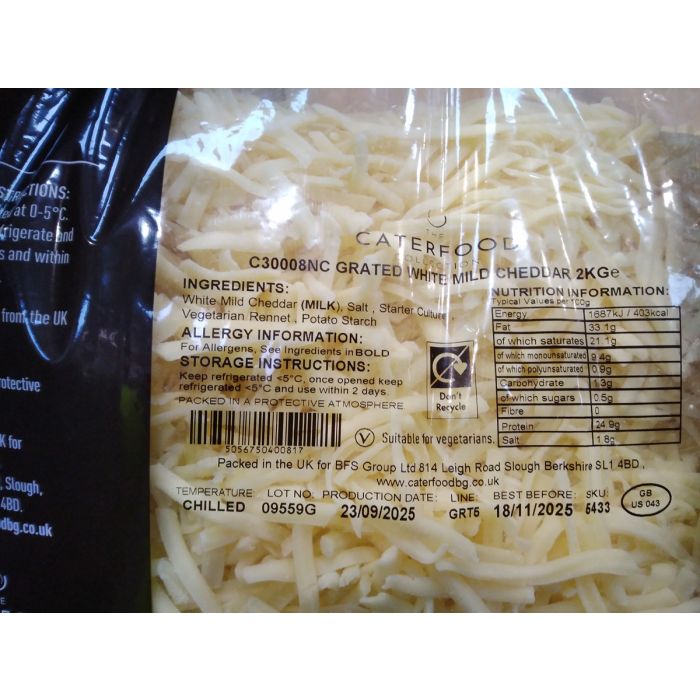 TIONS:
at 0-5°C.
rigerate and
s and within
from the UK
rotective
K for
, Slough,
4BD.
dbg.co.uk
THE
CATERFOOD
C30008NC GRATED WHITE MILD CHEDDAR 2KGe
INGREDIENTS:
White Mild Cheddar (MILK), Salt , Starter Culture ,
Vegetarian Rennet , Potato Starch
ALLERGY INFORMATION:
For Allergens, See Ingredients in BOLD
STORAGE INSTRUCTIONS:
Keep refrigerated <5°C, once opened keep
refrigerated <5°C and use within 2 days.
PACKED IN A PROTECTIVE ATMOSPHERE
5056750400817
Don't
Recycle
V Suitable for vegetarians.
NUTRITION INFORMATION:
Typical Values per 100g
Energy 1687kJ / 403kcal
Fat 33.1g
of which saturates 21.1g
of which monounsaturated 9.4g
of which polyunsaturated 0.9g
Carbohydrate 1.3g
of which sugars 0.5g
Fibre 0
Protein 24.9g
Salt 1.8g
Packed in the UK for BFS Group Ltd 814 Leigh Road Slough Berkshire SL1 4BD ,
www.caterfoodbg.co.uk
TEMPERATURE: LOT NO: PRODUCTION DATE: LINE: BEST BEFORE: SKU:
CHILLED 09559G 23/09/2025 GRT5 18/11/2025 5433
GB
US 043